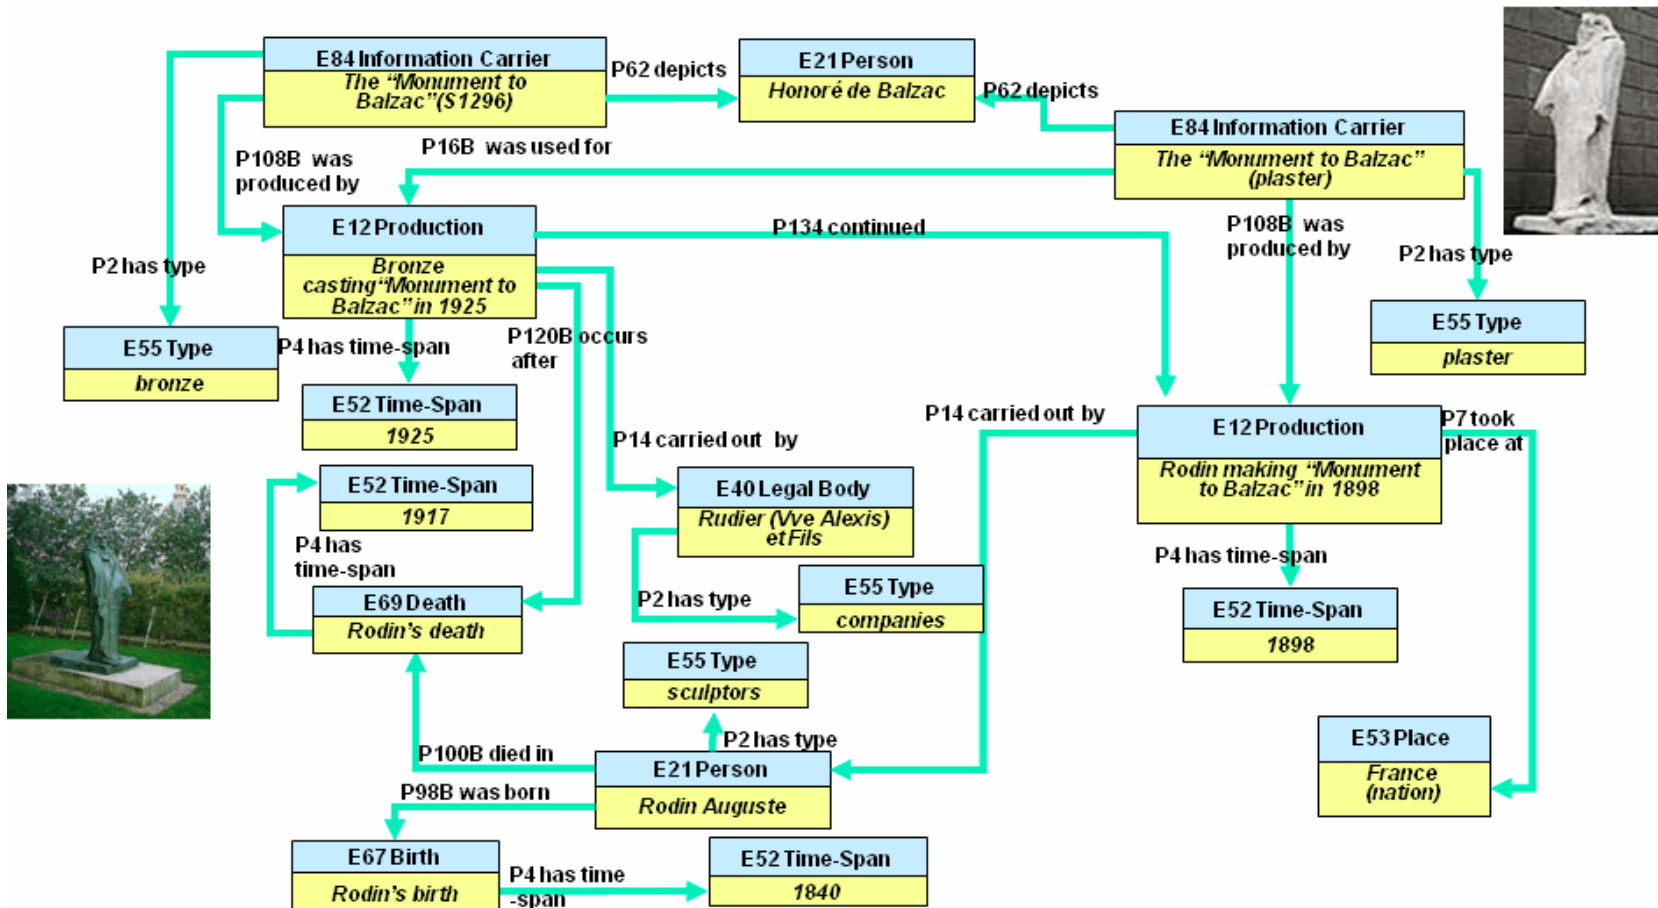 E84 Information Carrier
The “Monument to
Balzac”(S1296)
P62 depicts
E21 Person
Honoré de Balzac
P62 depicts
E84 Information Carrier
The “Monument to Balzac”
(plaster)
P108B was
produced by
P16B was used for
E12 Production
Bronze
casting“Monument to
Balzac”in 1925
P134 continued
P108B was
produced by
P2 has type
P2 has type
E55 Type
bronze
P4 has time-span
P120B occurs
after
E55 Type
plaster
E52 Time-Span
1925
P14 carried out by
P14 carried out by
E12 Production
Rodin making “Monument
to Balzac”in 1898
P7 took
place at
E52 Time-Span
1917
E40 Legal Body
Rudier (Vve Alexis)
et Fils
P4 has
time-span
P4 has time-span
E69 Death
Rodin’s death
P2 has type
E55 Type
companies
E52 Time-Span
1898
E55 Type
sculptors
P2 has type
P100B died in
E21 Person
Rodin Auguste
E53 Place
France
(nation)
P98B was born
E67 Birth
Rodin’s birth
P4 has time
-span
E52 Time-Span
1840